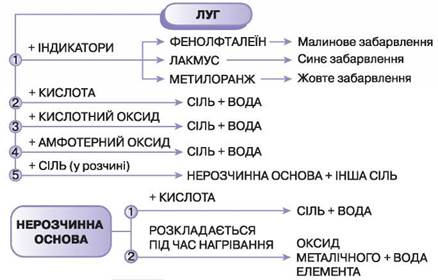 ЛУГ
+ ІНДИКАТОРИ
1
ФЕНОЛФТАЛЕЇН
Малинове забарвлення
ЛАКМУС
Синє забарвлення
МЕТИЛОРАНЖ
Жовте забарвлення
+ КИСЛОТА
2
СІЛЬ + ВОДА
+ КИСЛОТНИЙ ОКСИД
3
СІЛЬ + ВОДА
+ АМФОТЕРНИЙ ОКСИД
4
СІЛЬ + ВОДА
+ СІЛЬ (у розчині)
5
НЕРОЗЧИННА ОСНОВА + ІНША СІЛЬ
НЕРОЗЧИННА
ОСНОВА
+ КИСЛОТА
1
СІЛЬ + ВОДА
РОЗКЛАДАЄТЬСЯ
ПІД ЧАС НАГРІВАННЯ
2
ОКСИД
МЕТАЛІЧНОГО + ВОДА
ЕЛЕМЕНТА